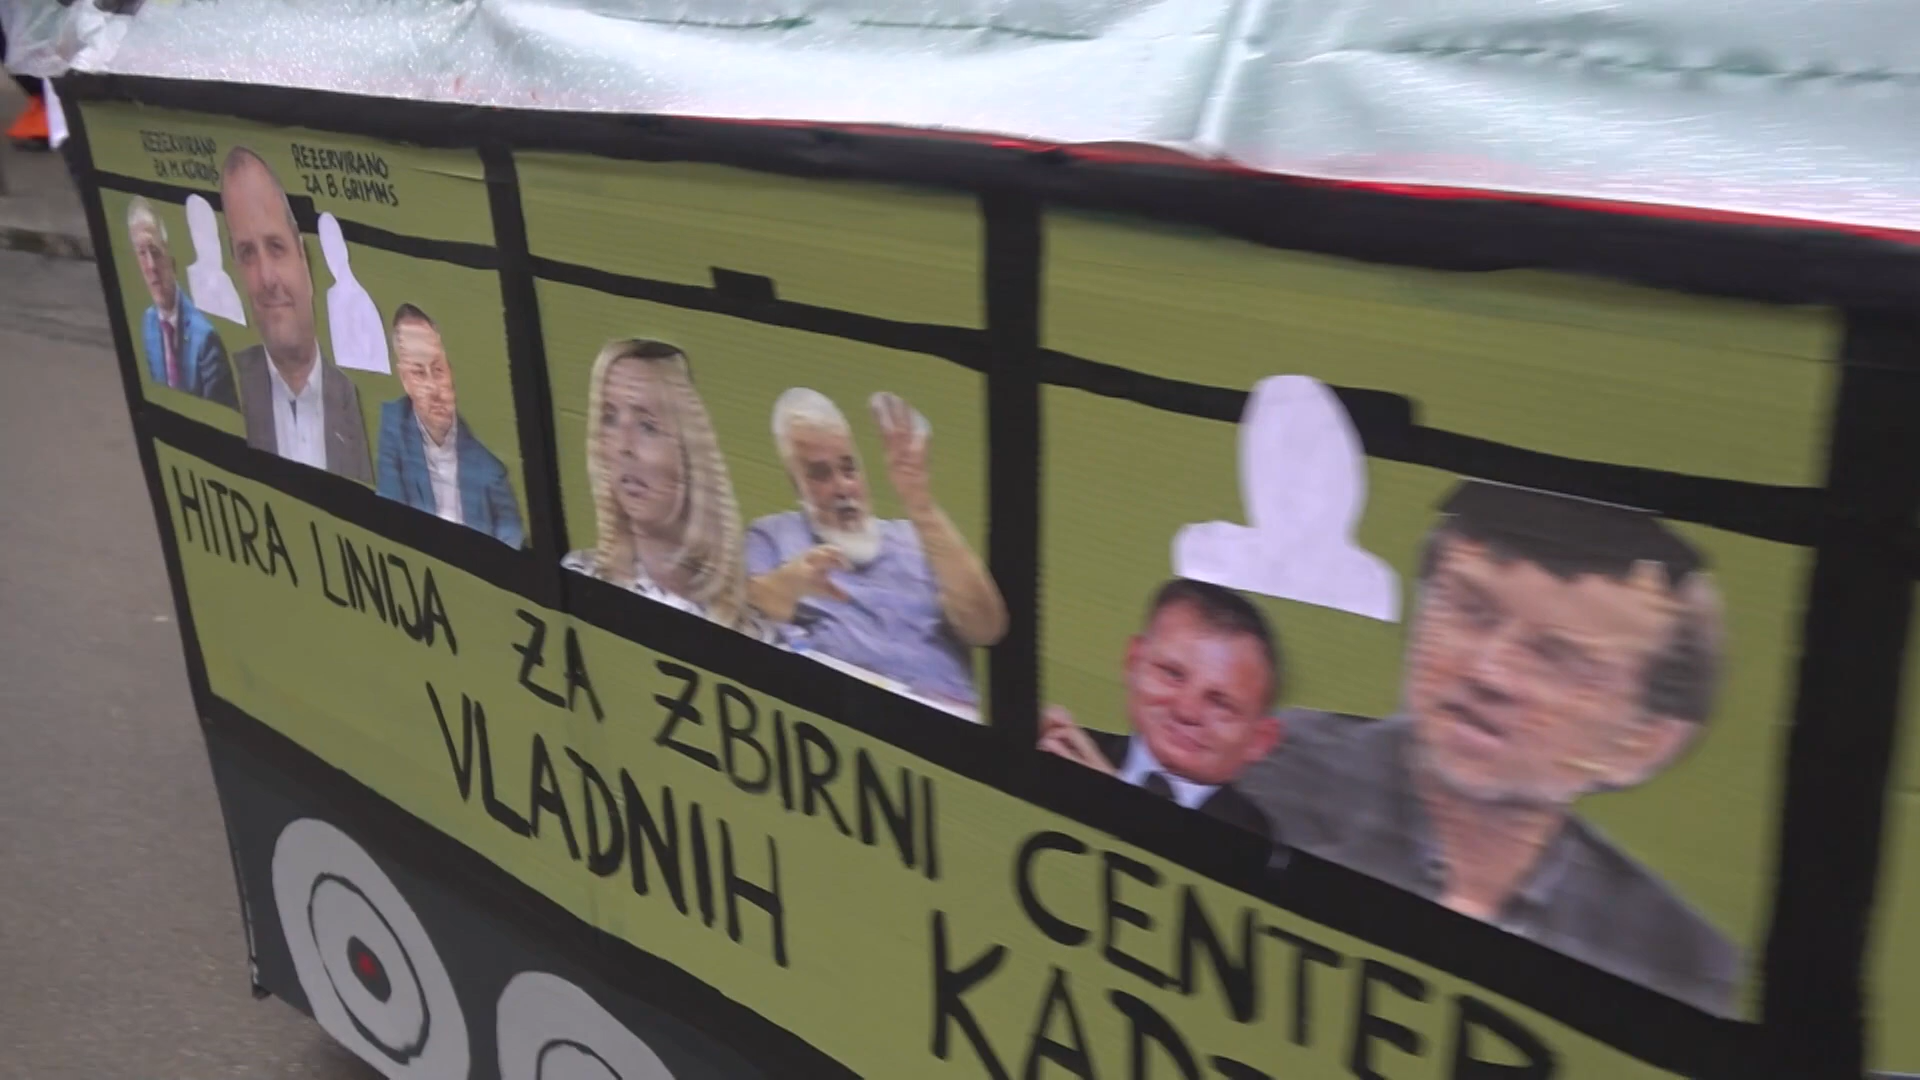 REZERVIRANO
ZA M.
REZERVIRANO
ZA B. GRIMMS
HITRA LINIJA ZA ZBIRNI CENTER
VLADNIH